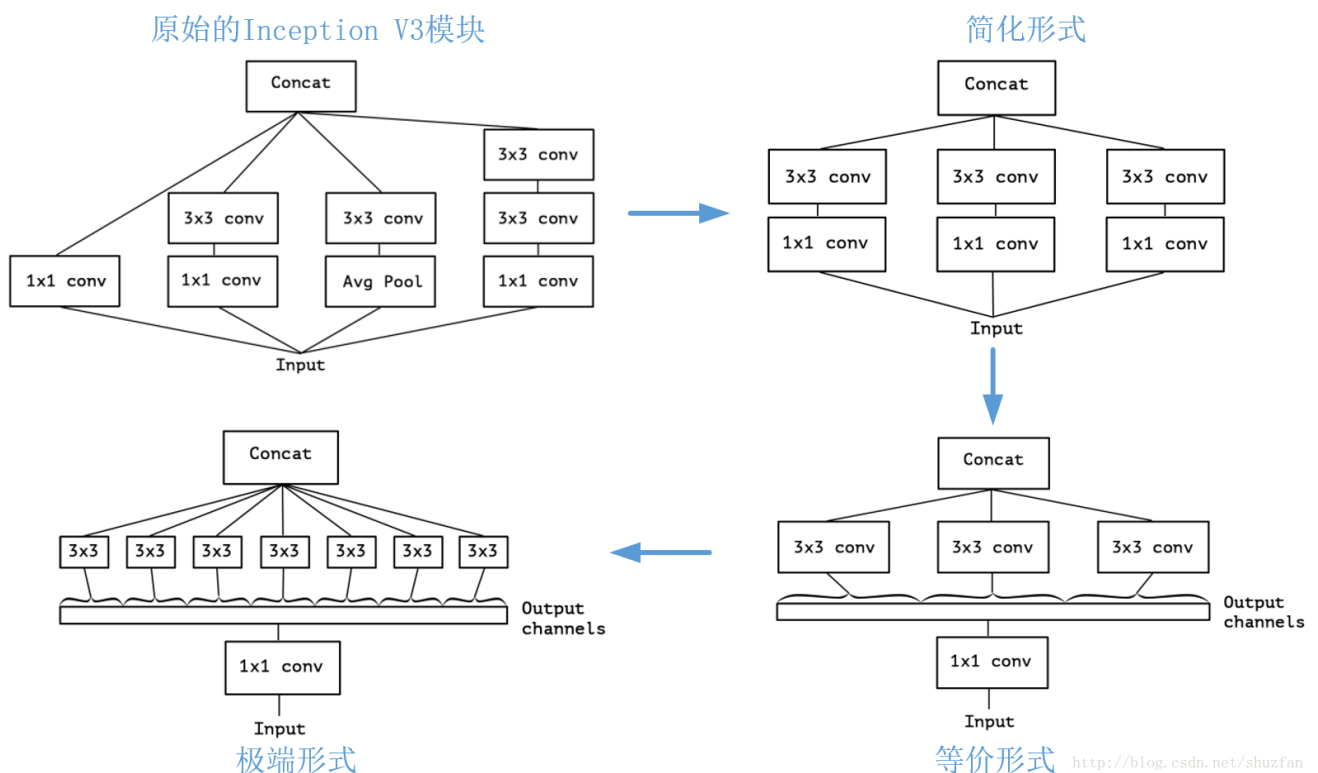 原始的Inception V3模块
Concat
3x3 conv
3x3 conv
3x3 conv
3x3 conv
1x1 conv
1x1 conv
Avg Pool
1x1 conv
Input
简化形式
Concat
3x3 conv
3x3 conv
3x3 conv
1x1 conv
1x1 conv
1x1 conv
Input
Concat
3x3 conv
3x3 conv
3x3 conv
Output
channels
1x1 conv
Input
等价形式
Concat
3x3
3x3
3x3
3x3
3x3
3x3
3x3
Output
channels
1x1 conv
Input
极端形式
http://blog.csdn.net/shuzfan